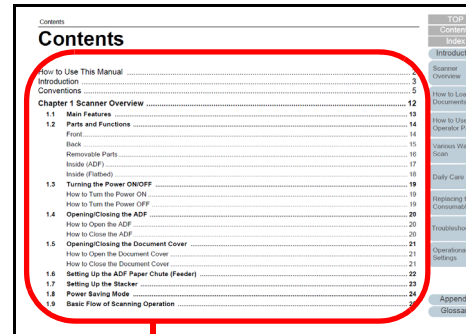 Contents
Contents
How to Use This Manual 2
Introduction 3
Conventions 5
Chapter 1 Scanner Overview 12
1.1 Main Features 13
1.2 Parts and Functions 14
Front 14
Back 15
Removable Parts 16
Inside (ADF) 17
Inside (Flatbed) 18
1.3 Turning the Power ON/OFF 19
How to Turn the Power ON 19
How to Turn the Power OFF 19
1.4 Opening/Closing the ADF 20
How to Open the ADF 20
How to Close the ADF 20
1.5 Opening/Closing the Document Cover 21
How to Open the Document Cover 21
How to Close the Document Cover 21
1.6 Setting Up the ADF Paper Chute (Feeder) 22
1.7 Setting Up the Stacker 23
1.8 Power Saving Mode 24
1.9 Basic Flow of Scanning Operation
TOP
Content
Index
Introduct
Scanner
Overview
How to Loa
Documents
How to Use
Operator P
Various Wa
Scan
Daily Care
Replacing t
Consumabl
Troublesho
Operationa
Settings
Append
Glossa